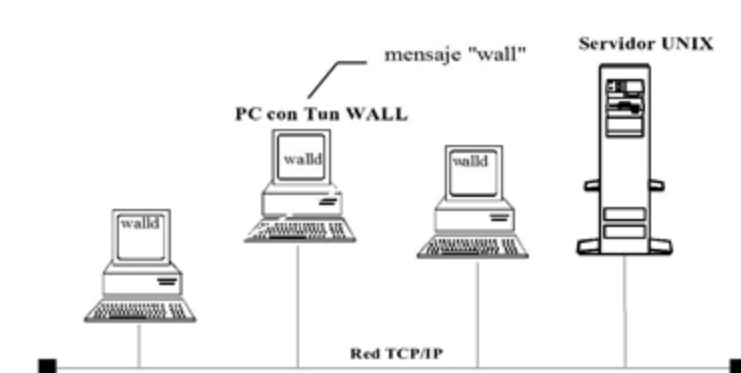 mensaje "wall"
Servidor UNIX
PC con Tun WALL
walld
walld
walld
Red TCP/IP